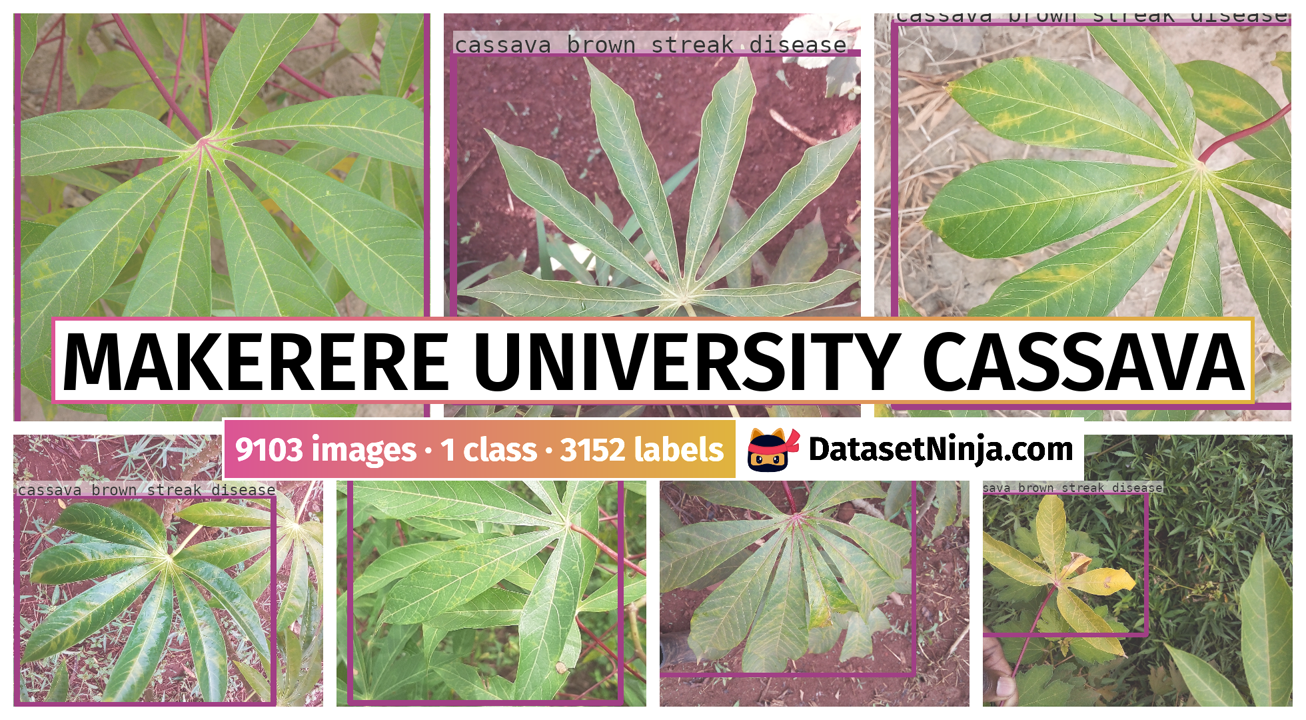 cassava brown streak disease
cassava brown streak disease
MAKERERE UNIVERSITY CASSAVA
9103 images · 1 class · 3152 labels
DatasetNinja.com
cassava brown streak disease
sava brown streak disease